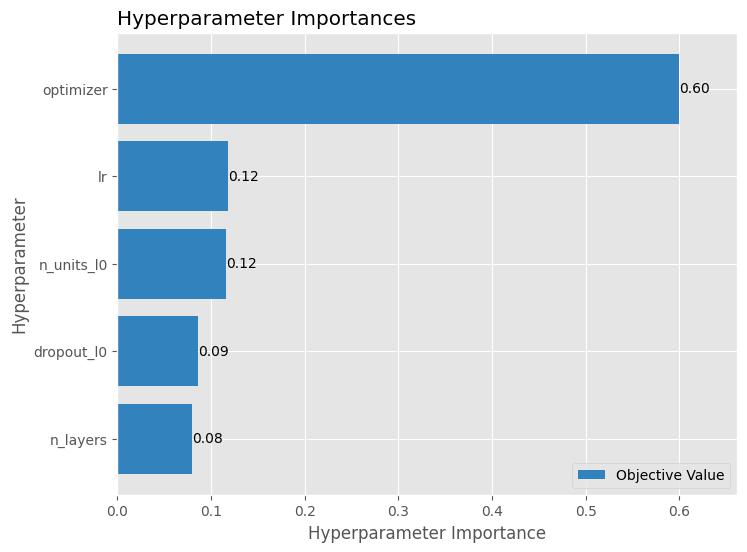 Hyperparameter Importances
Hyperparameter
optimizer
0.60
lr
0.12
n_units_l0
0.12
dropout_l0
0.09
n_layers
0.08
Objective Value
0.0 0.1 0.2 0.3 0.4 0.5 0.6
Hyperparameter Importance